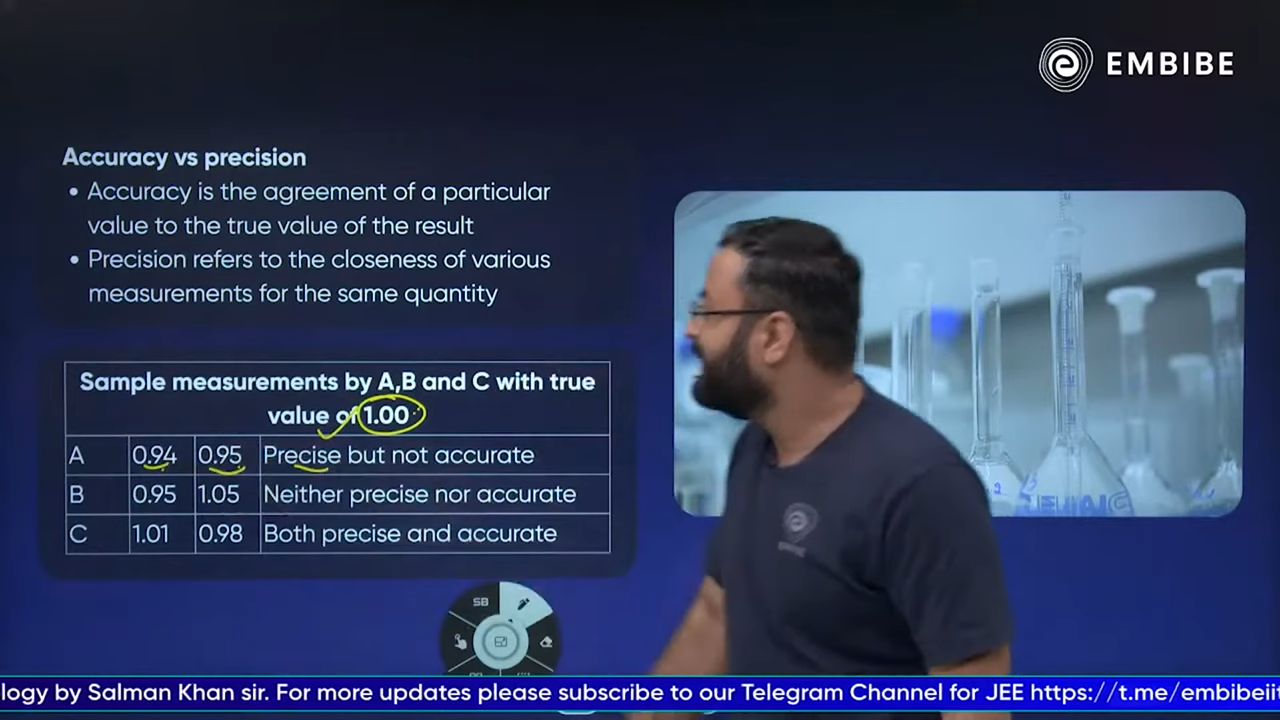 EMBIBE
Accuracy vs precision
• Accuracy is the agreement of a particular
value to the true value of the result
• Precision refers to the closeness of various
measurements for the same quantity
Sample measurements by A,B and C with true
value of 1.00
A 0.94 0.95 Precise but not accurate
B 0.95 1.05 Neither precise nor accurate
C 1.01 0.98 Both precise and accurate
EMBIBE
SB
logy by Salman Khan sir. For more updates please subscribe to our Telegram Channel for JEE https://t.me/embibeiit